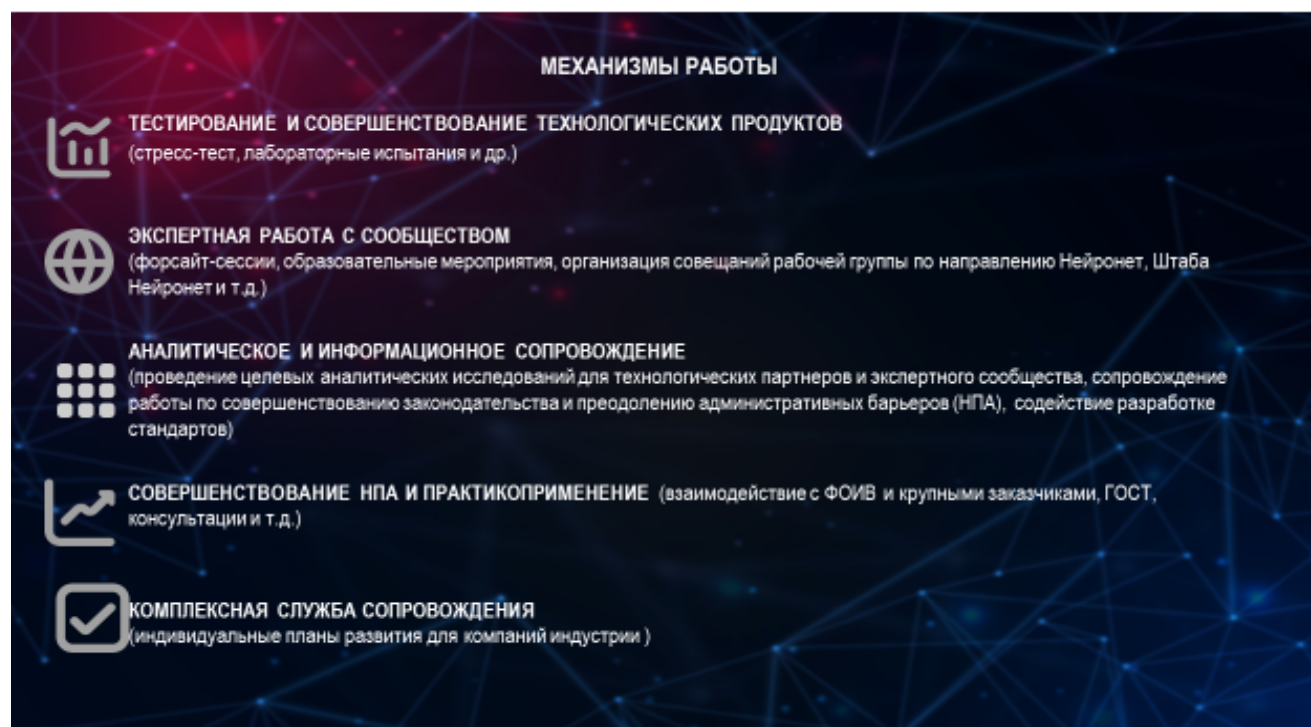 МЕХАНИЗМЫ РАБОТЫ
ТЕСТИРОВАНИЕ И СОВЕРШЕНСТВОВАНИЕ ТЕХНОЛОГИЧЕСКИХ ПРОДУКТОВ
(стресс-тест, лабораторные испытания и др.)
ЭКСПЕРТНАЯ РАБОТА С СООБЩЕСТВОМ
(форсайт-сессии, образовательные мероприятия, организация совещаний рабочей группы по направлению Нейронет, Штаба
Нейронет и т.д.)
АНАЛИТИЧЕСКОЕ И ИНФОРМАЦИОННОЕ СОПРОВОЖДЕНИЕ
(проведение целевых аналитических исследований для технологических партнеров и экспертного сообщества, сопровождение
работы по совершенствованию законодательства и преодолению административных барьеров (НПА), содействие разработке
стандартов)
СОВЕРШЕНСТВОВАНИЕ НПА И ПРАКТИКОПРИМЕНЕНИЕ (взаимодействие с ФОИВ и крупными заказчиками, ГОСТ,
консультации и т.д.)
КОМПЛЕКСНАЯ СЛУЖБА СОПРОВОЖДЕНИЯ
(индивидуальные планы развития для компаний индустрии )